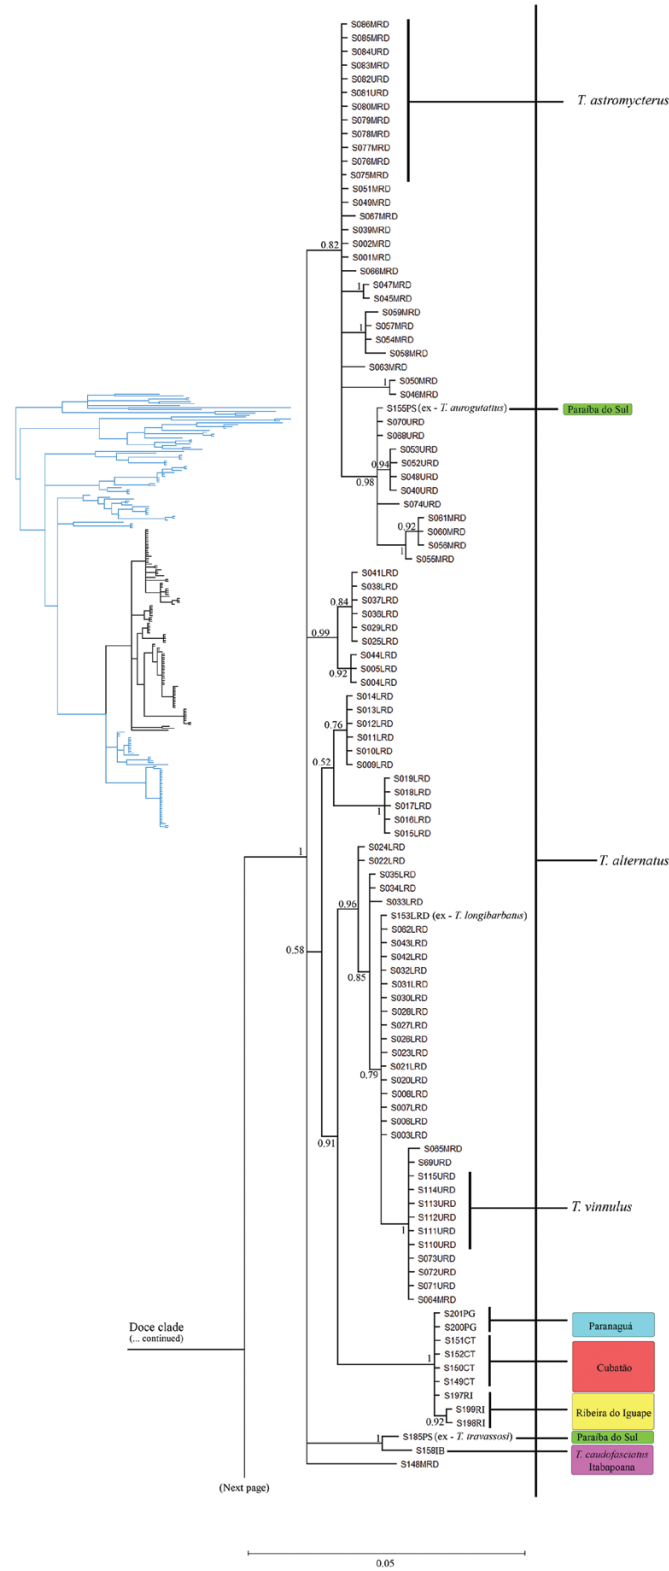 S086MRD
S085MRD
S084URD
S083MRD
S082URD
S081URD
S080MRD
T. astromycterus
S079MRD
S078MRD
S077MRD
S076MRD
S075MRD
S051MRD
S049MRD
S067MRD
S039MRD
S002MRD
0.82
S001MRD
S066MRD
1
S047MRD
S045MRD
S059MRD
1
S057MRD
S054MRD
S058MRD
S063MRD
1
S050MRD
S046MRD
S155PS (ex - T. aurogutattus)
Paraíba do Sul
S070URD
S068URD
S053URD
0.94
S052URD
0.98
S048URD
S040URD
S074URD
S061MRD
0.92
S060MRD
S056MRD
1
S055MRD
S041LRD
S038LRD
0.84
S037LRD
S036LRD
S029LRD
0.99
S025LRD
S044LRD
S005LRD
0.92
S004LRD
S014LRD
S013LRD
0.76
S012LRD
S011LRD
S010LRD
0.52
S009LRD
S019LRD
S018LRD
1
S017LRD
S016LRD
S015LRD
S024LRD
1
S022LRD
T. alternatus
S035LRD
S034LRD
0.96
S033LRD
S153LRD (ex - T. longibarbatus)
S062LRD
S043LRD
0.58
S042LRD
0.85
S032LRD
S031LRD
S030LRD
S028LRD
S027LRD
S026LRD
S023LRD
0.79
S021LRD
S020LRD
S008LRD
S007LRD
S006LRD
0.91
S003LRD
S065MRD
S69URD
S115URD
S114URD
S113URD
T. vinnulus
S112URD
1
S111URD
S110URD
S073URD
S072URD
S071URD
S064MRD
S201PG
Doce clade
(... continued)
S200PG
Paranaguá
S151CT
1
S152CT
S150CT
Cubatão
S149CT
S197RI
S199RI
Ribeira do Iguape
0.92
S198RI
1
S185PS (ex - T. travassosi)
Paraíba do Sul
S158IB
T. caudofasciatus
Itabapoana
S148MRD
(Next page)
0.05